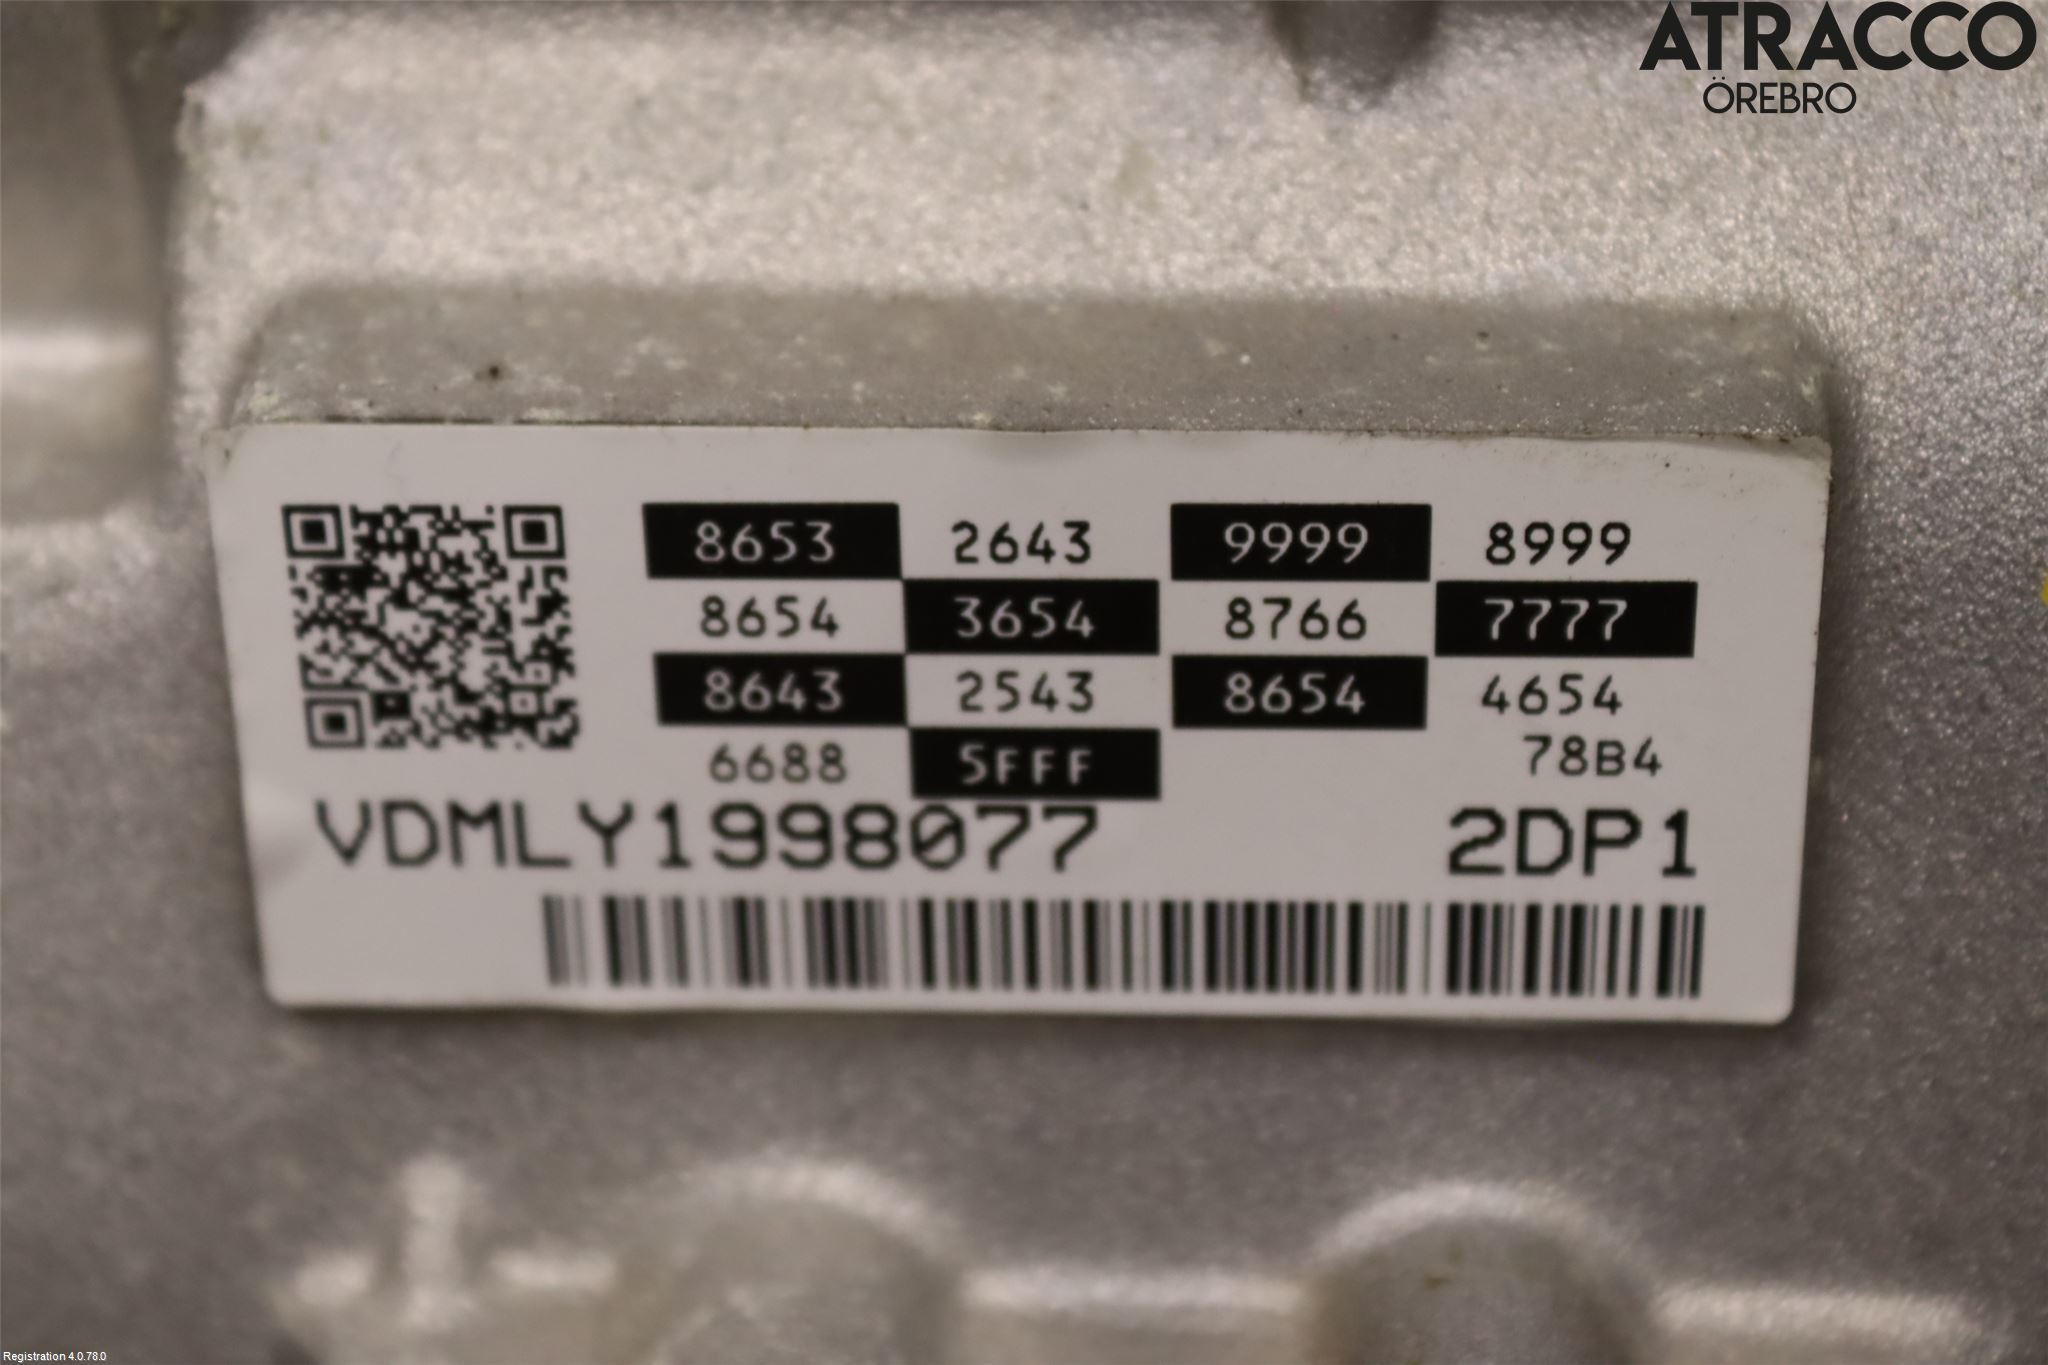 ATRACCO
ÖREBRO
8653 2643 9999 8999
8654 3654 8766 7777
8643 2543 8654 4654
6688 5FFF 78B4
VDMLY1998077 2DP1
Registration 4.0.78.0